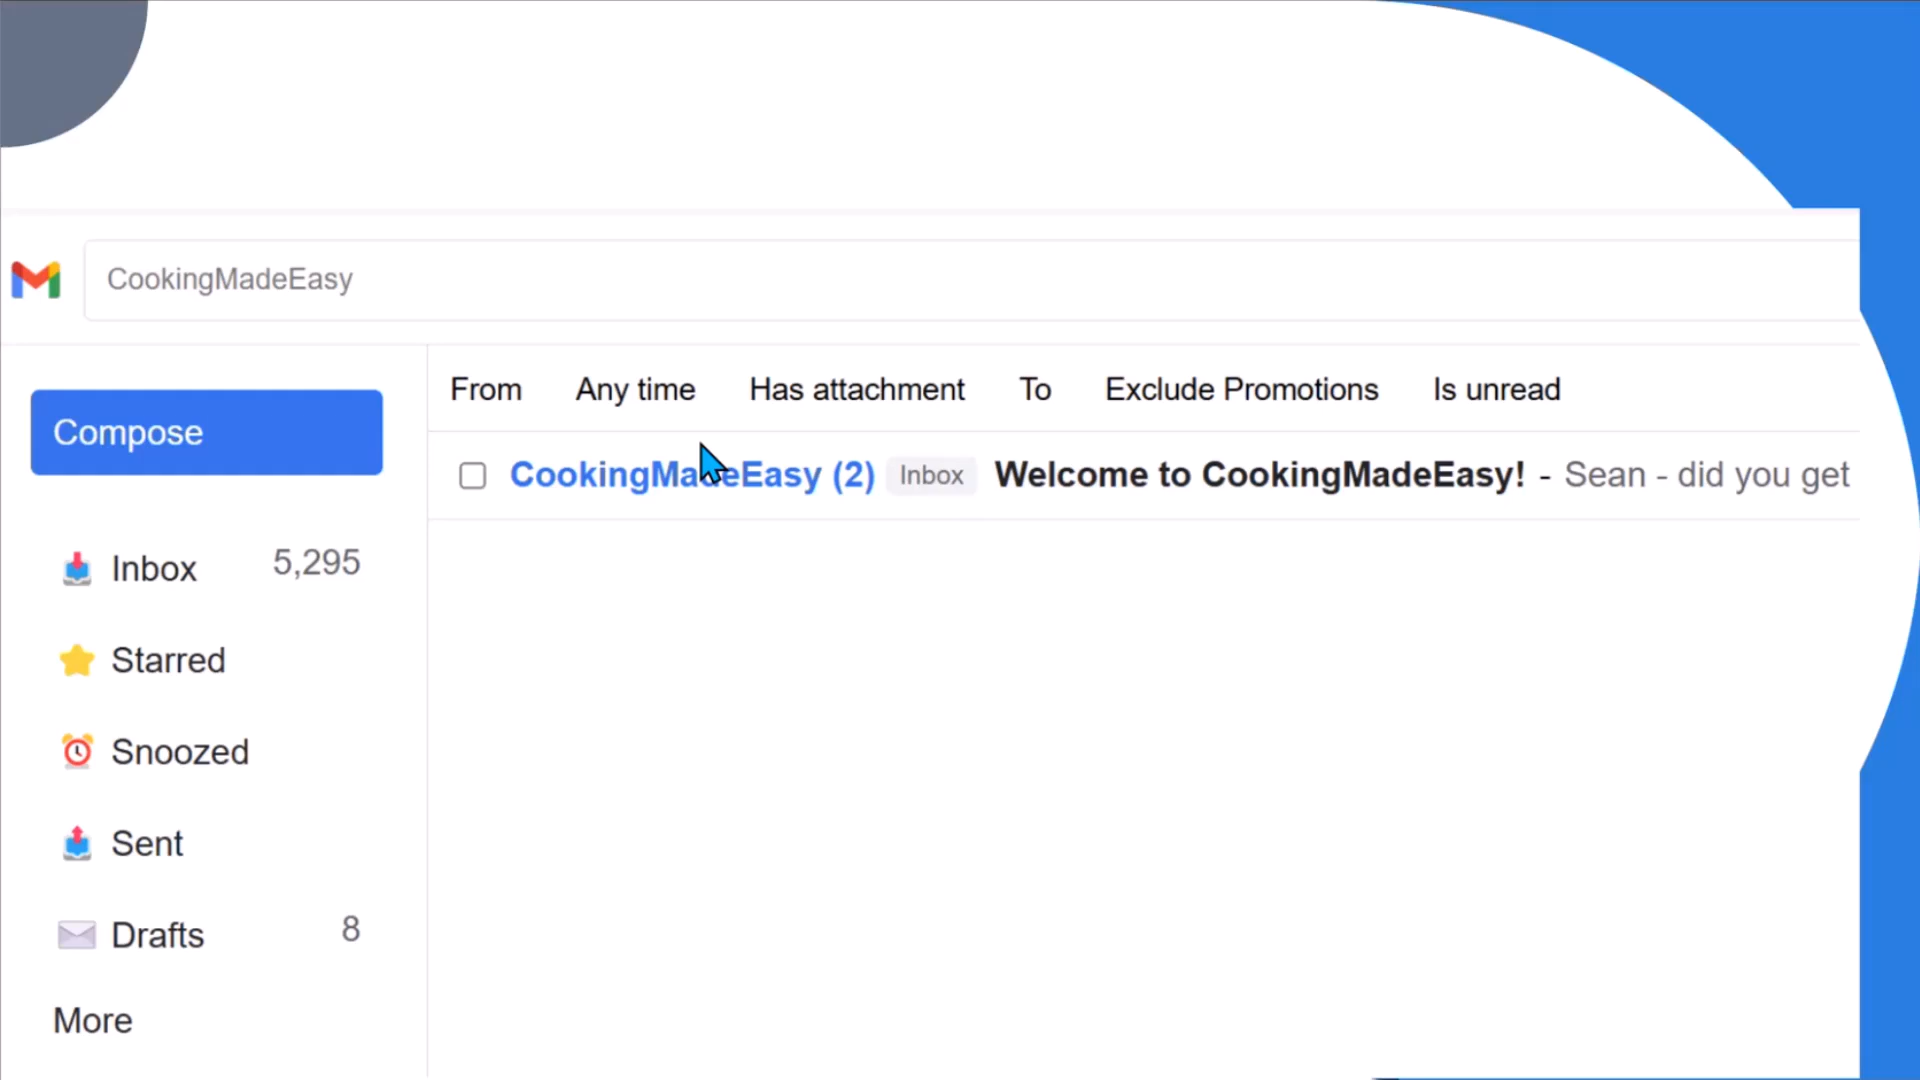 CookingMadeEasy
Compose
Inbox 5,295
Starred
Snoozed
Sent
Drafts 8
More
From Any time Has attachment To Exclude Promotions Is unread
CookingMadeEasy (2) Inbox Welcome to CookingMadeEasy! - Sean - did you get